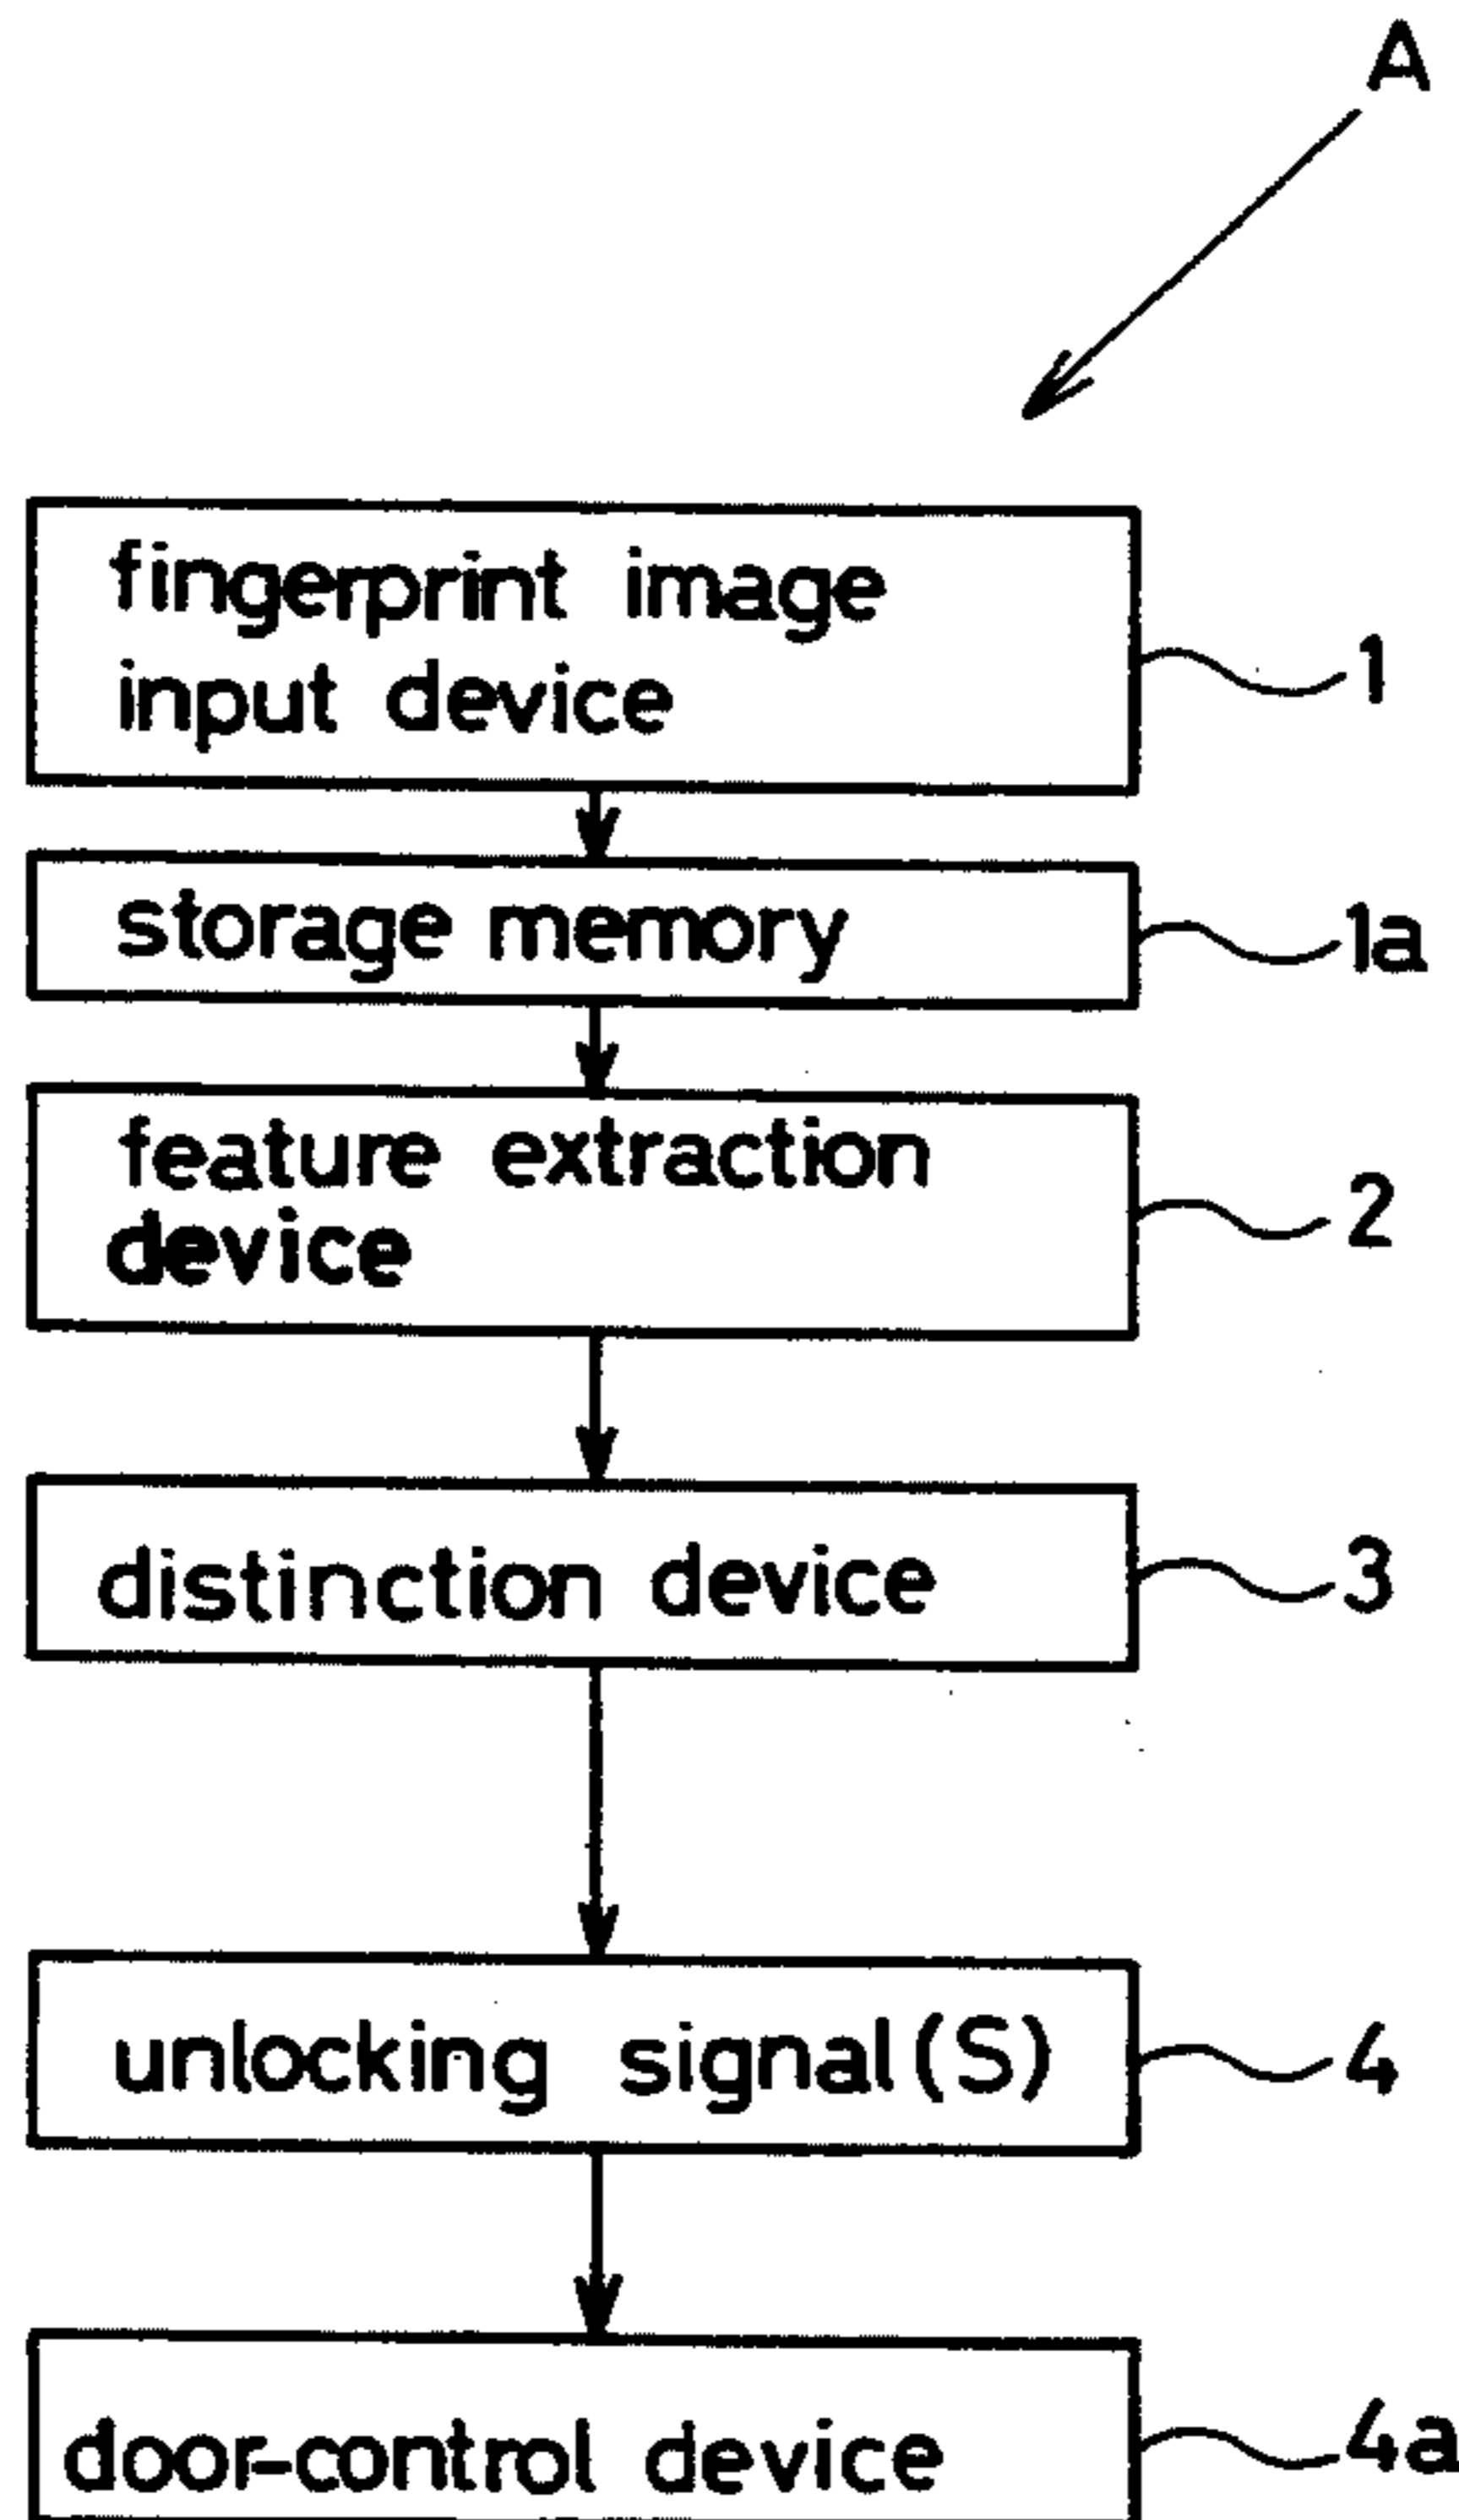 A
fingerprint image
input device
1
storage memory
1a
feature extraction
device
2
distinction device
3
unlocking signal(S)
4
door-control device
4a